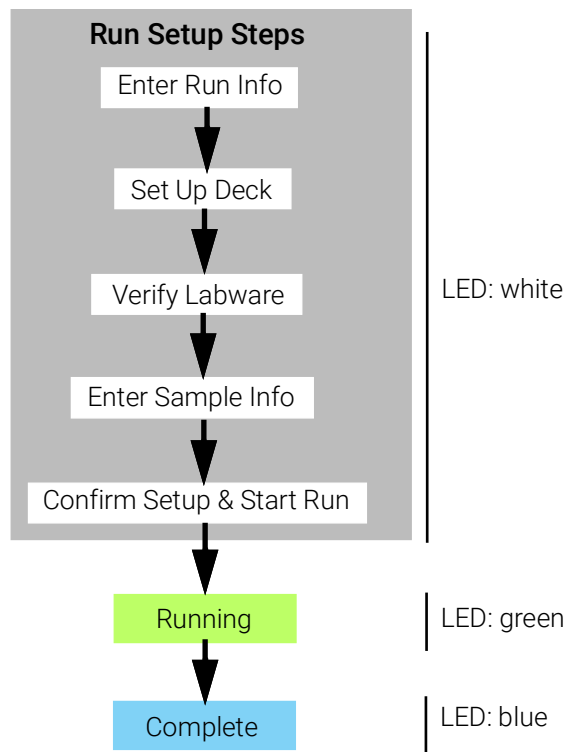 Run Setup Steps
Enter Run Info
Set Up Deck
Verify Labware
LED: white
Enter Sample Info
Confirm Setup & Start Run
Running
LED: green
Complete
LED: blue